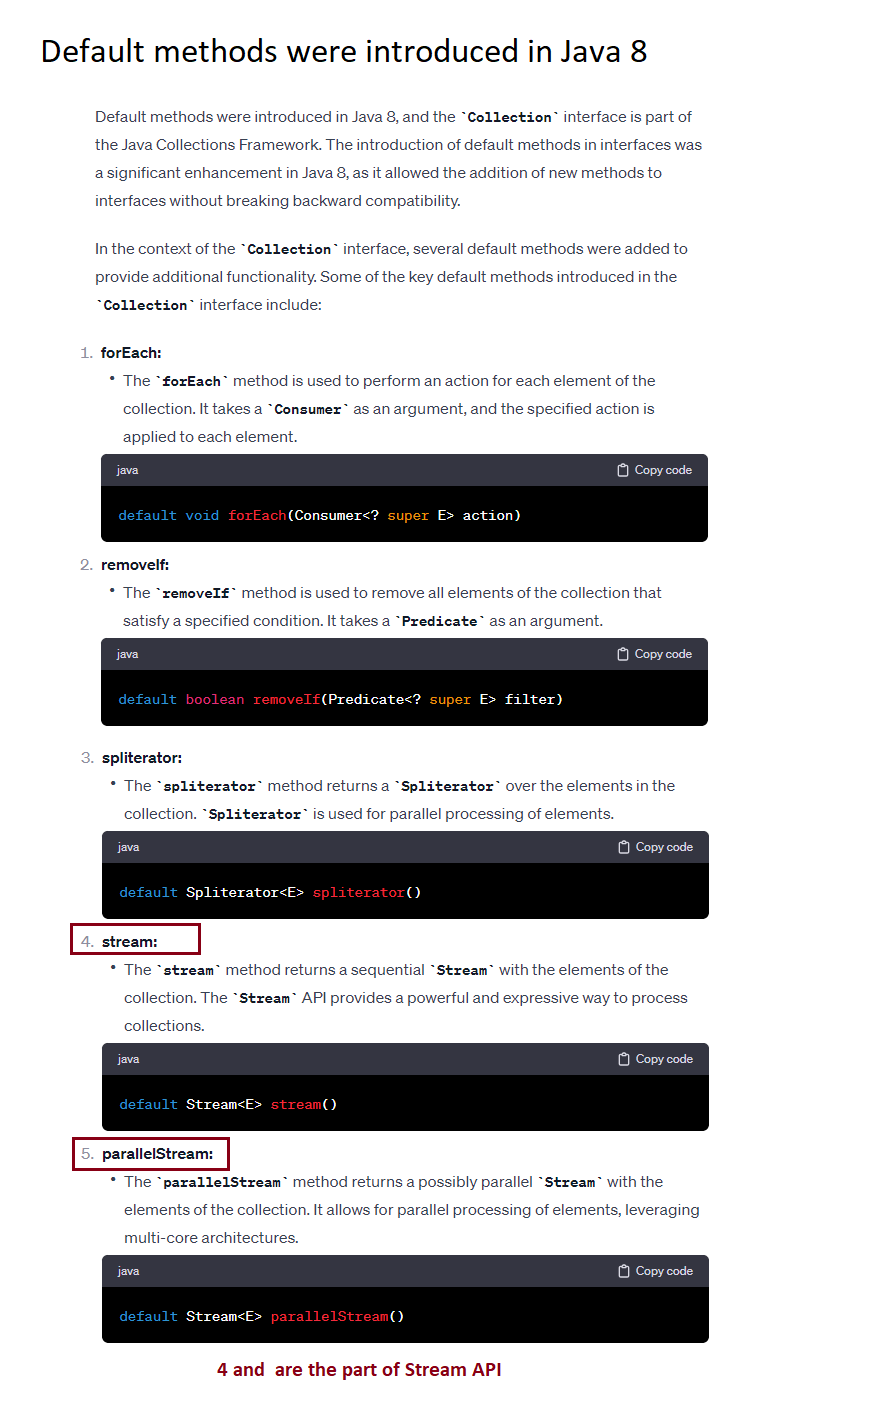 Default methods were introduced in Java 8
Default methods were introduced in Java 8, and the `Collection` interface is part of
the Java Collections Framework. The introduction of default methods in interfaces was
a significant enhancement in Java 8, as it allowed the addition of new methods to
interfaces without breaking backward compatibility.
In the context of the `Collection` interface, several default methods were added to
provide additional functionality. Some of the key default methods introduced in the
`Collection` interface include:
1. forEach:
• The `forEach` method is used to perform an action for each element of the
collection. It takes a `Consumer` as an argument, and the specified action is
applied to each element.
java Copy code
default void forEach(Consumer<? super E> action)
2. removeIf:
• The `removeIf` method is used to remove all elements of the collection that
satisfy a specified condition. It takes a `Predicate` as an argument.
java Copy code
default boolean removeIf(Predicate<? super E> filter)
3. spliterator:
• The `spliterator` method returns a `Spliterator` over the elements in the
collection. `Spliterator` is used for parallel processing of elements.
java Copy code
default Spliterator<E> spliterator()
4. stream:
• The `stream` method returns a sequential `Stream` with the elements of the
collection. The `Stream` API provides a powerful and expressive way to process
collections.
java Copy code
default Stream<E> stream()
5. parallelStream:
• The `parallelStream` method returns a possibly parallel `Stream` with the
elements of the collection. It allows for parallel processing of elements, leveraging
multi-core architectures.
java Copy code
default Stream<E> parallelStream()
4 and  are the part of Stream API